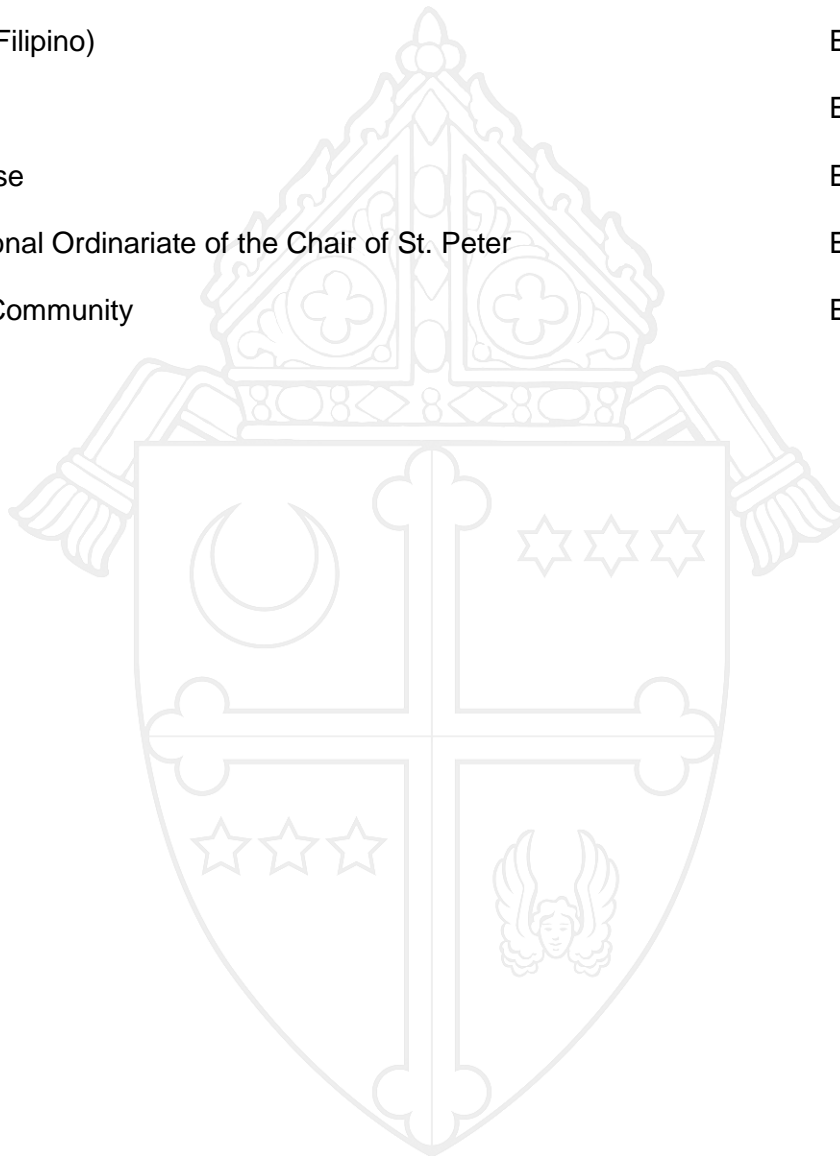 Filipino) E
E
se E
onal Ordinariate of the Chair of St. Peter E
Community E